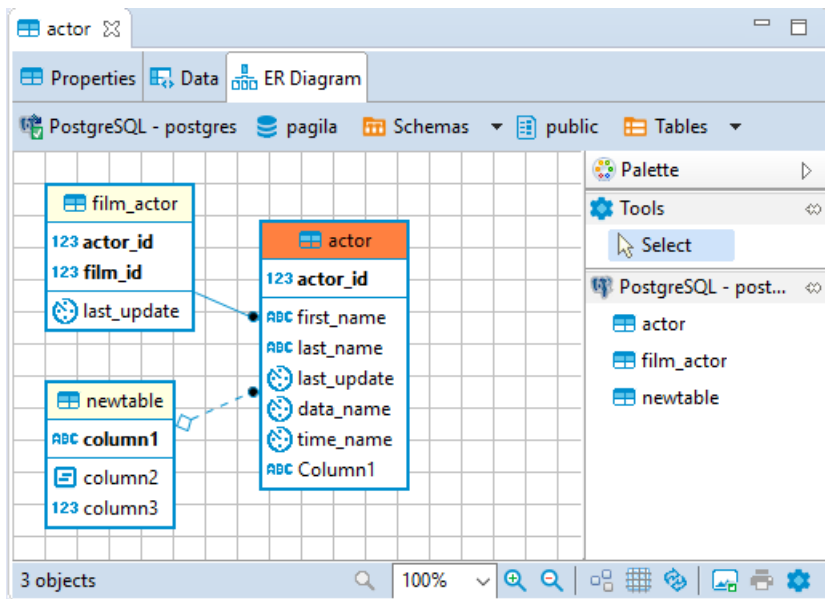 actor
Properties Data ER Diagram
PostgreSQL - postgres pagila Schemas public Tables
film_actor
123 actor_id
123 film_id
last_update
actor
123 actor_id
ABC first_name
ABC last_name
last_update
data_name
time_name
ABC Column1
newtable
ABC column1
column2
123 column3
Palette
Tools
Select
PostgreSQL - post...
actor
film_actor
newtable
3 objects 100%